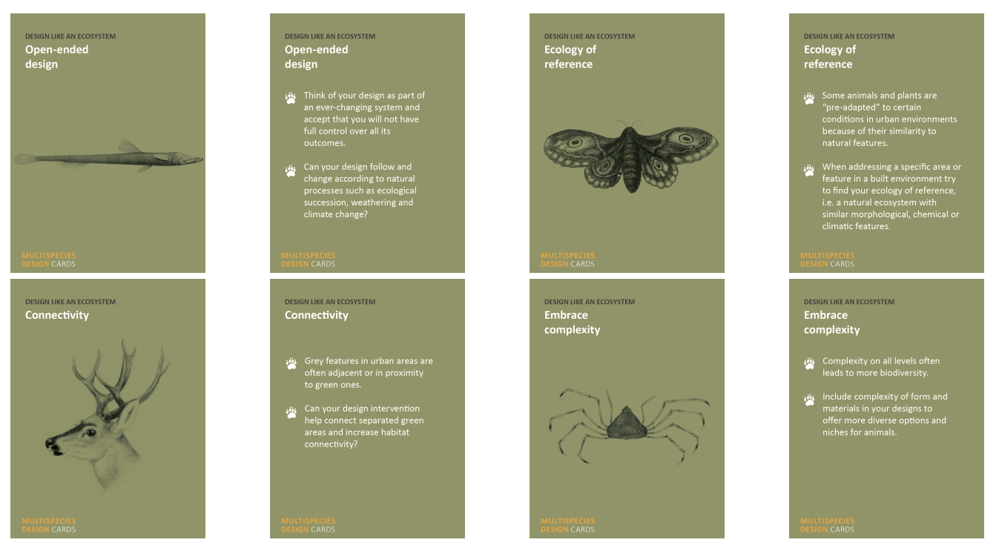 DESIGN LIKE AN ECOSYSTEM
Open-ended
design
MULTISPECIES
DESIGN CARDS
DESIGN LIKE AN ECOSYSTEM
Open-ended
design
Think of your design as part of
an ever-changing system and
accept that you will not have
full control over all its
outcomes.
Can your design follow and
change according to natural
processes such as ecological
succession, weathering and
climate change?
MULTISPECIES
DESIGN CARDS
DESIGN LIKE AN ECOSYSTEM
Ecology of
reference
MULTISPECIES
DESIGN CARDS
DESIGN LIKE AN ECOSYSTEM
Ecology of
reference
Some animals and plants are
“pre-adapted” to certain
conditions in urban environments
because of their similarity to
natural features.
When addressing a specific area or
feature in a built environment try
to find your ecology of reference,
i.e. a natural ecosystem with
similar morphological, chemical or
climatic features.
MULTISPECIES
DESIGN CARDS
DESIGN LIKE AN ECOSYSTEM
Connectivity
MULTISPECIES
DESIGN CARDS
DESIGN LIKE AN ECOSYSTEM
Connectivity
Grey features in urban areas are
often adjacent or in proximity
to green ones.
Can your design intervention
help connect separated green
areas and increase habitat
connectivity?
MULTISPECIES
DESIGN CARDS
DESIGN LIKE AN ECOSYSTEM
Embrace
complexity
MULTISPECIES
DESIGN CARDS
DESIGN LIKE AN ECOSYSTEM
Embrace
complexity
Complexity on all levels often
leads to more biodiversity.
Include complexity of form and
materials in your designs to
offer more diverse options and
niches for animals.
MULTISPECIES
DESIGN CARDS